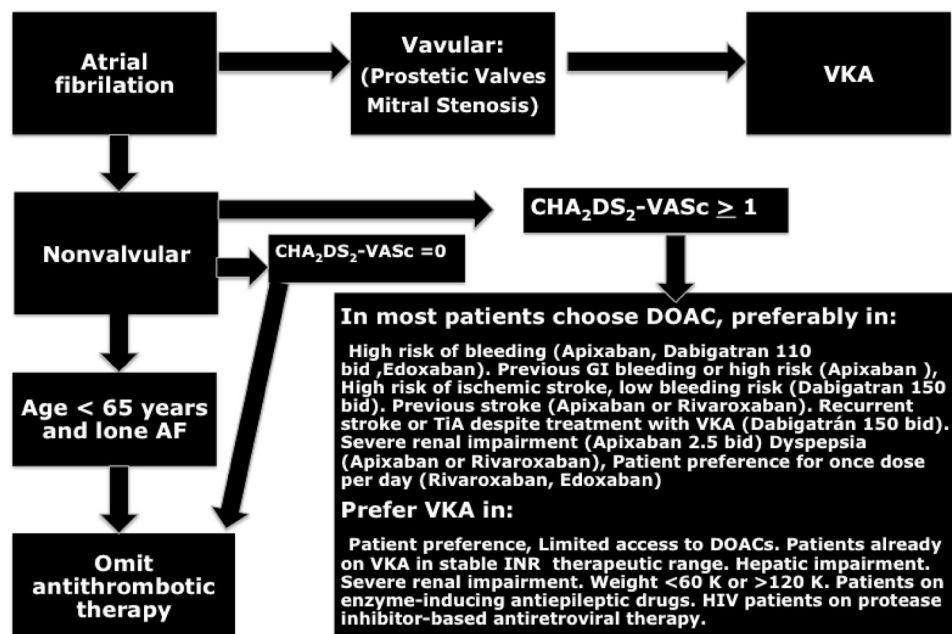 Atrial
fibrilation
Vavular:
(Prostetic Valves
Mitral Stenosis)
VKA
Nonvalvular
CHA₂DS₂-VASc ≥ 1
CHA₂DS₂-VASc =0
Age < 65 years
and lone AF
Omit
antithrombotic
therapy
In most patients choose DOAC, preferably in:
High risk of bleeding (Apixaban, Dabigatran 110
bid ,Edoxaban). Previous GI bleeding or high risk (Apixaban ),
High risk of ischemic stroke, low bleeding risk (Dabigatran 150
bid). Previous stroke (Apixaban or Rivaroxaban). Recurrent
stroke or TiA despite treatment with VKA (Dabigatrán 150 bid).
Severe renal impairment (Apixaban 2.5 bid) Dyspepsia
(Apixaban or Rivaroxaban), Patient preference for once dose
per day (Rivaroxaban, Edoxaban)
Prefer VKA in:
Patient preference, Limited access to DOACs. Patients already
on VKA in stable INR therapeutic range. Hepatic impairment.
Severe renal impairment. Weight <60 K or >120 K. Patients on
enzyme-inducing antiepileptic drugs. HIV patients on protease
inhibitor-based antiretroviral therapy.